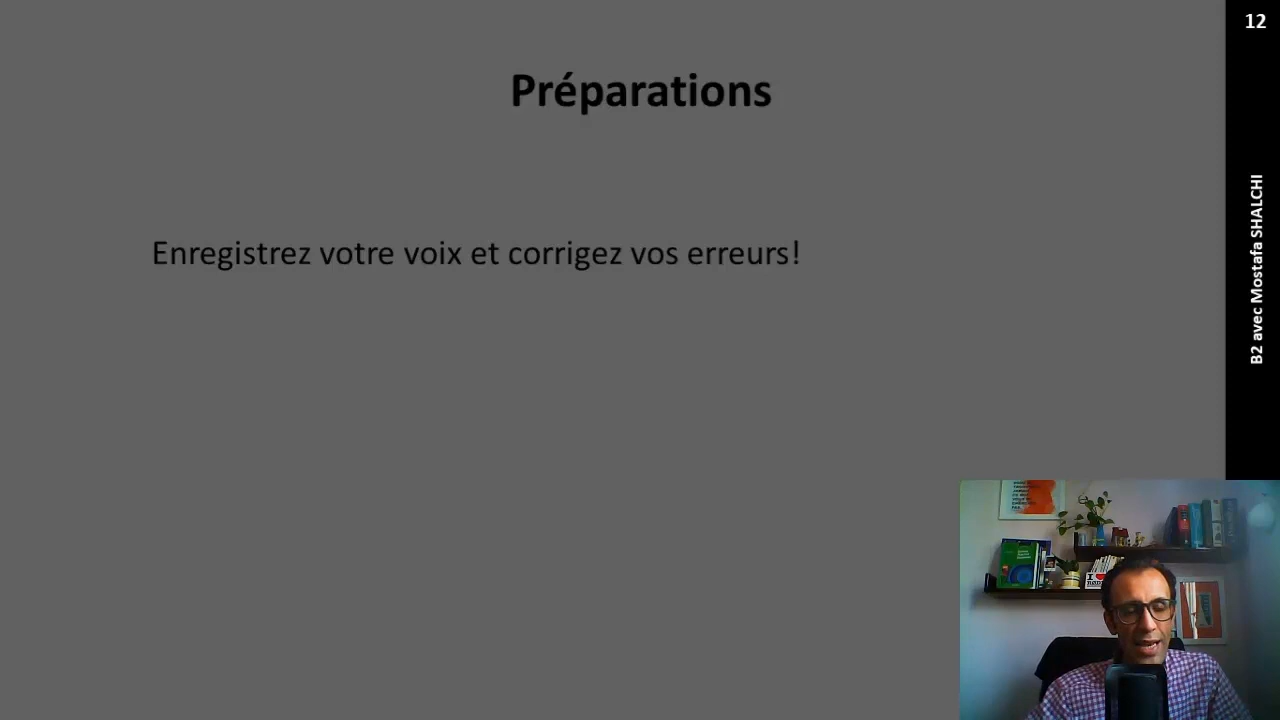 12
Préparations
Enregistrez votre voix et corrigez vos erreurs!
B2 avec Mostafa SHALCHI